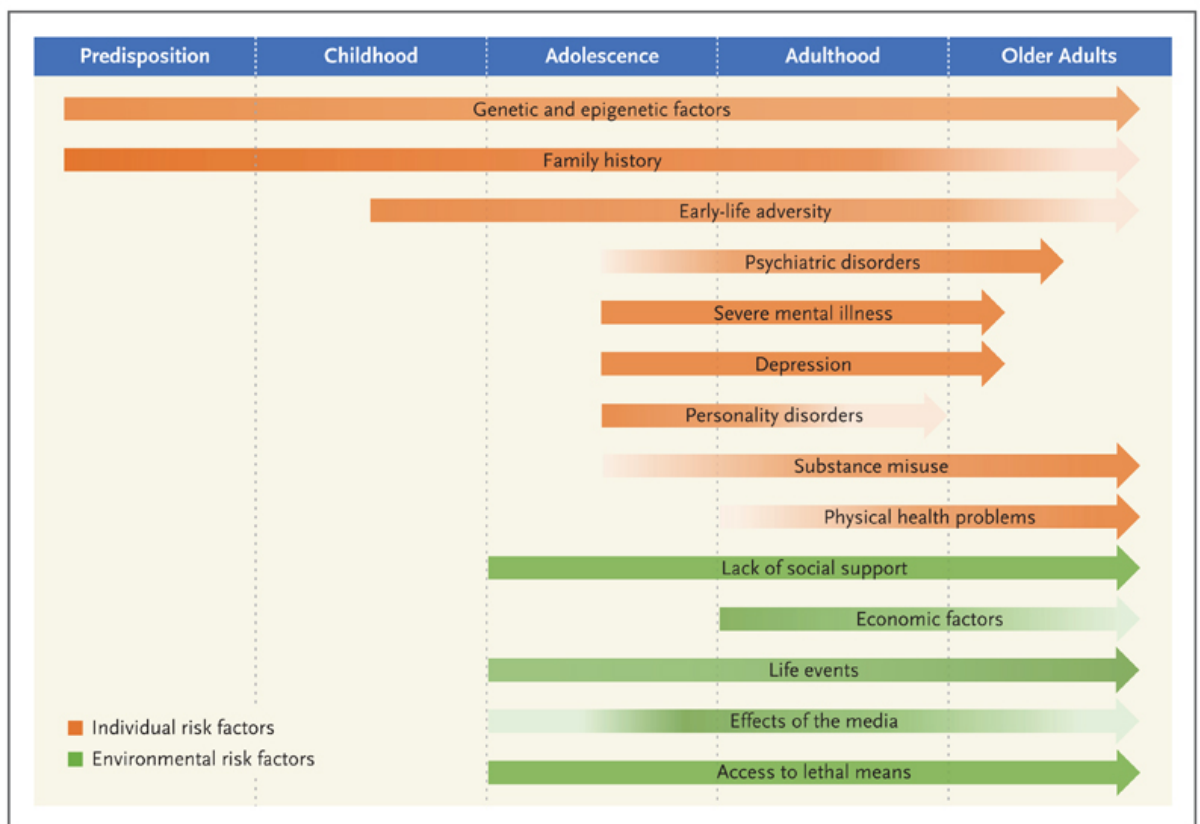 Predisposition Childhood Adolescence Adulthood Older Adults
Genetic and epigenetic factors
Family history
Early-life adversity
Psychiatric disorders
Severe mental illness
Depression
Personality disorders
Substance misuse
Physical health problems
Lack of social support
Economic factors
Life events
Effects of the media
Access to lethal means
Individual risk factors
Environmental risk factors